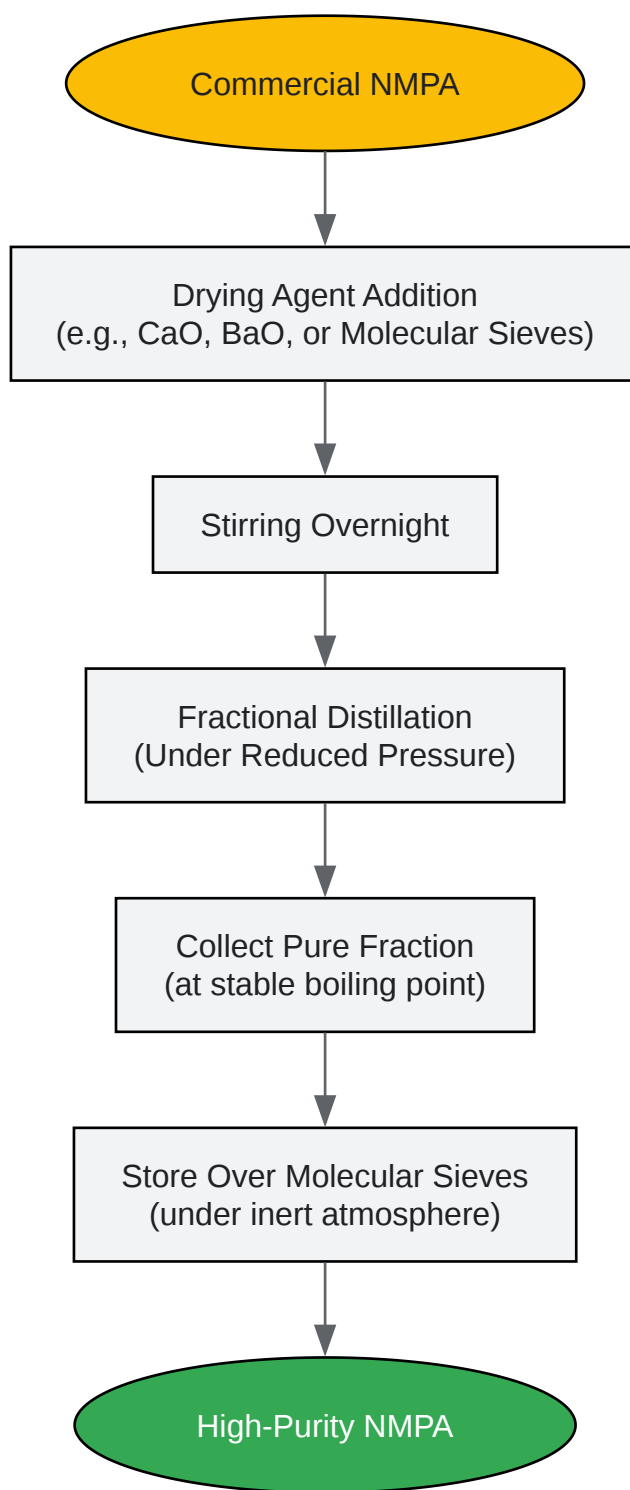 Commercial NMPA
Drying Agent Addition
(e.g., CaO, BaO, or Molecular Sieves)
Stirring Overnight
Fractional Distillation
(Under Reduced Pressure)
Collect Pure Fraction
(at stable boiling point)
Store Over Molecular Sieves
(under inert atmosphere)
High-Purity NMPA